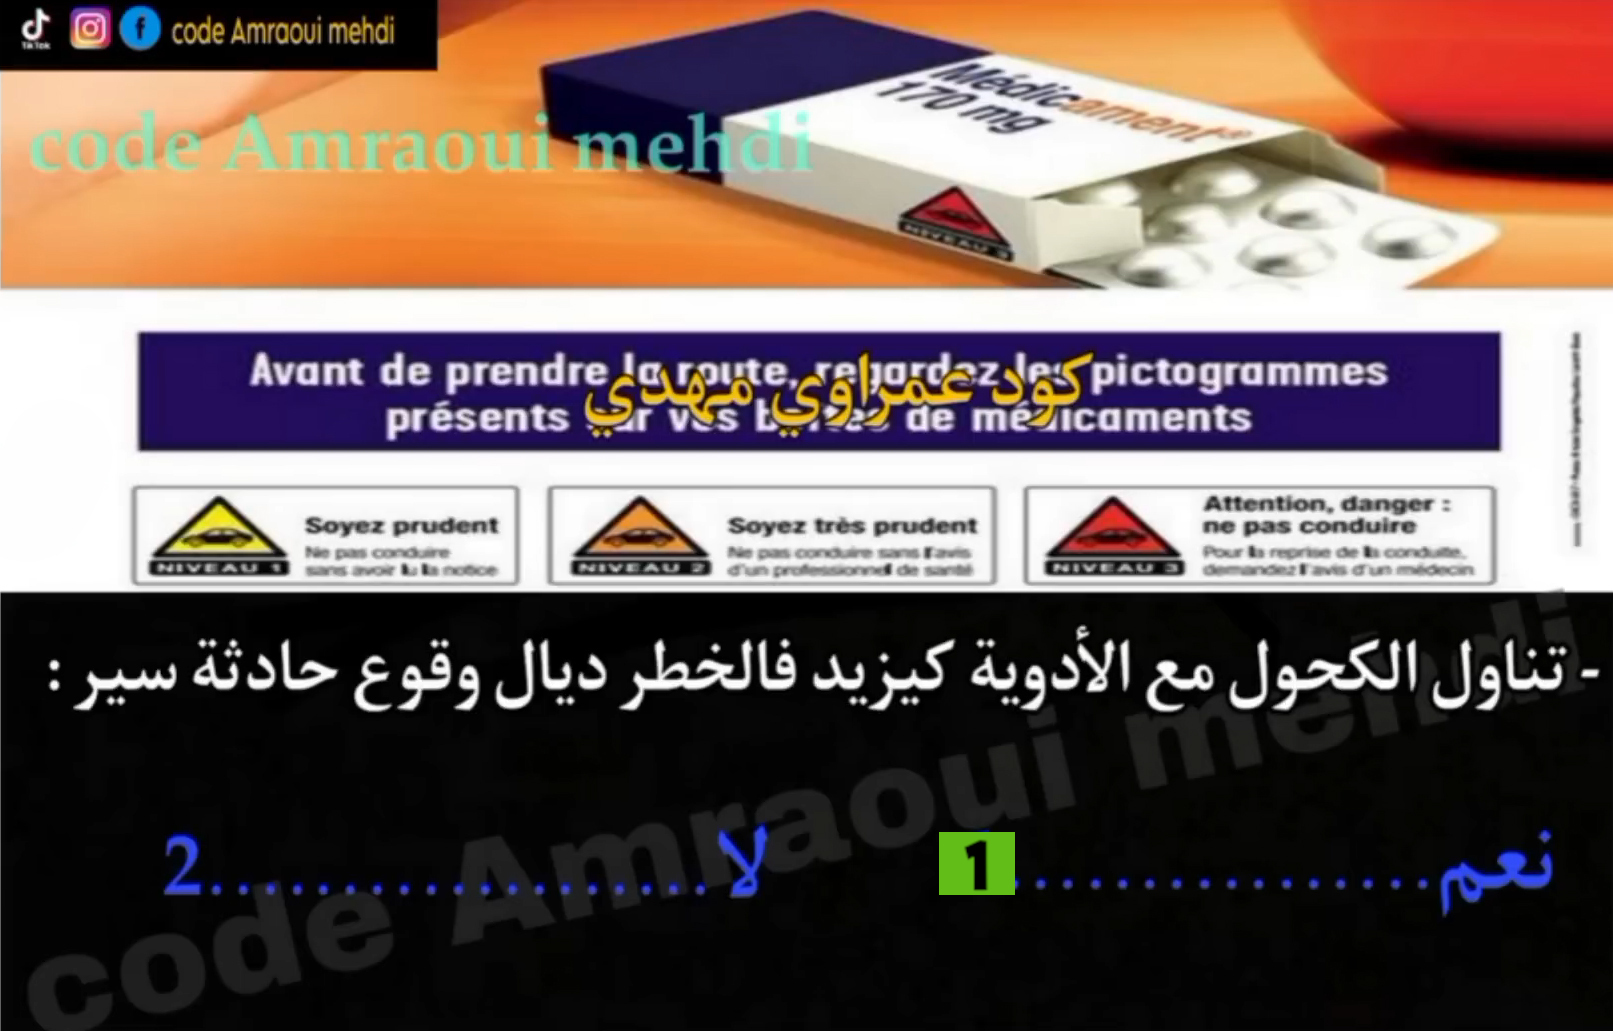 TikTok
code Amraoui mehdi
code Amraoui mehdi
Médicament®
170 mg
NIVEAU 3
Avant de prendre la route, regardez les pictogrammes
présents sur vos boîtes de médicaments
كود عمراوي مهدي
Soyez prudent
Ne pas conduire
sans avoir lu la notice
NIVEAU 1
Soyez très prudent
Ne pas conduire sans l'avis
d'un professionnel de santé
NIVEAU 2
Attention, danger :
ne pas conduire
Pour la reprise de la conduite,
demandez l'avis d'un médecin
NIVEAU 3
- تناول الكحول مع الأدوية كيزيد فالخطر ديال وقوع حادثة سير :
نعم................1 لا...................2
code Amraoui mehdi